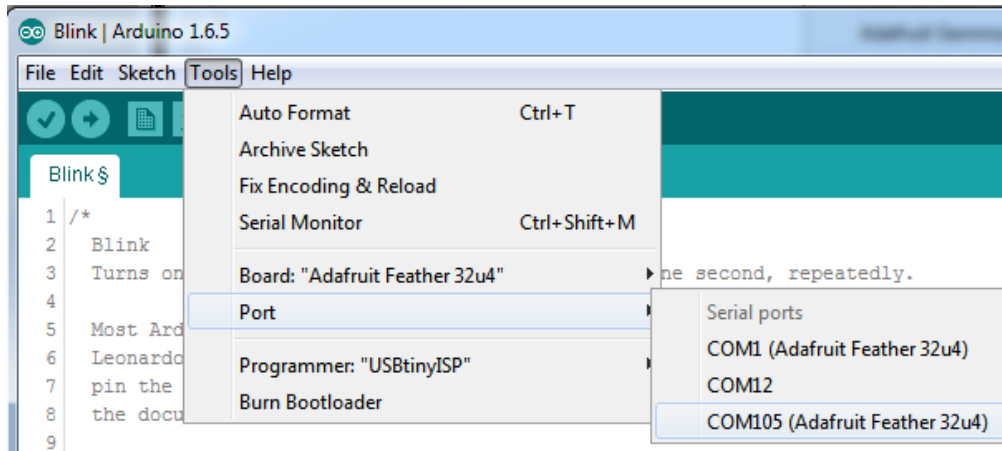 Blink | Arduino 1.6.5
File Edit Sketch Tools Help
Auto Format Ctrl+T
Archive Sketch
Fix Encoding & Reload
Serial Monitor Ctrl+Shift+M
Board: "Adafruit Feather 32u4"
Port
Programmer: "USBtinyISP"
Burn Bootloader
Serial ports
COM1 (Adafruit Feather 32u4)
COM12
COM105 (Adafruit Feather 32u4)
Blink§
1 /*
2 Blink
3 Turns on ne second, repeatedly.
4
5 Most Ard
6 Leonardo
7 pin the
8 the docu
9